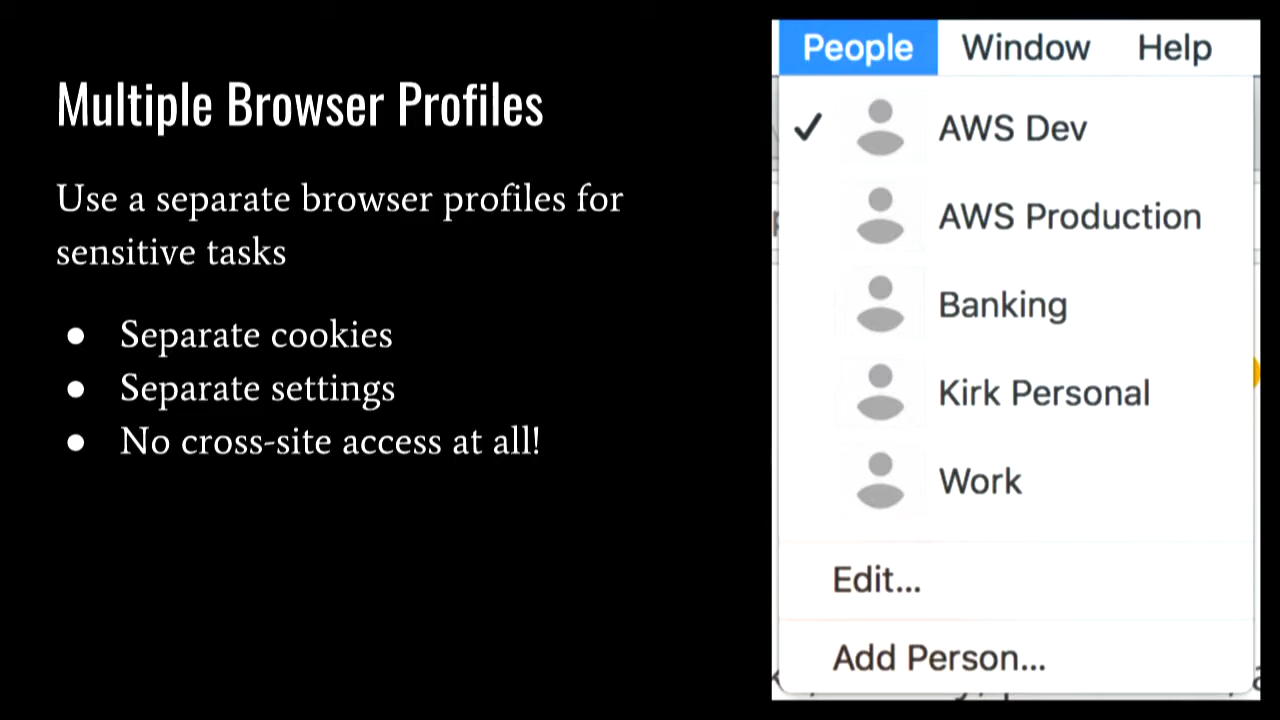 Multiple Browser Profiles
Use a separate browser profiles for
sensitive tasks
● Separate cookies
● Separate settings
● No cross-site access at all!
People Window Help
✓ AWS Dev
AWS Production
Banking
Kirk Personal
Work
Edit...
Add Person...